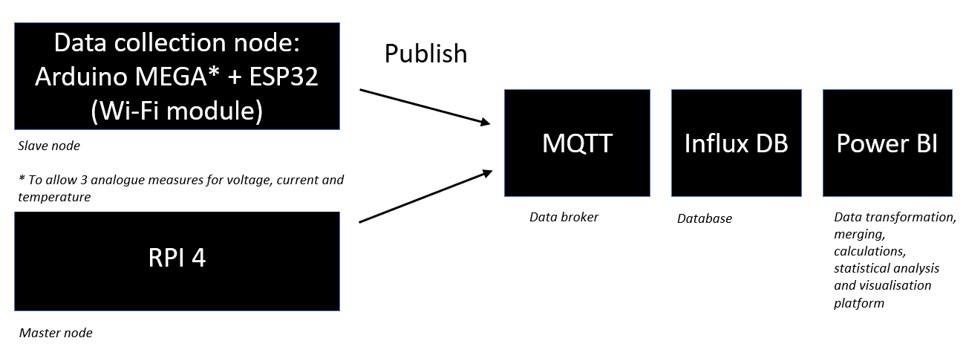 Data collection node:
Arduino MEGA* + ESP32
(Wi-Fi module)
Slave node
* To allow 3 analogue measures for voltage, current and
temperature
RPI 4
Master node
Publish
MQTT
Data broker
Influx DB
Database
Power BI
Data transformation,
merging,
calculations,
statistical analysis
and visualisation
platform